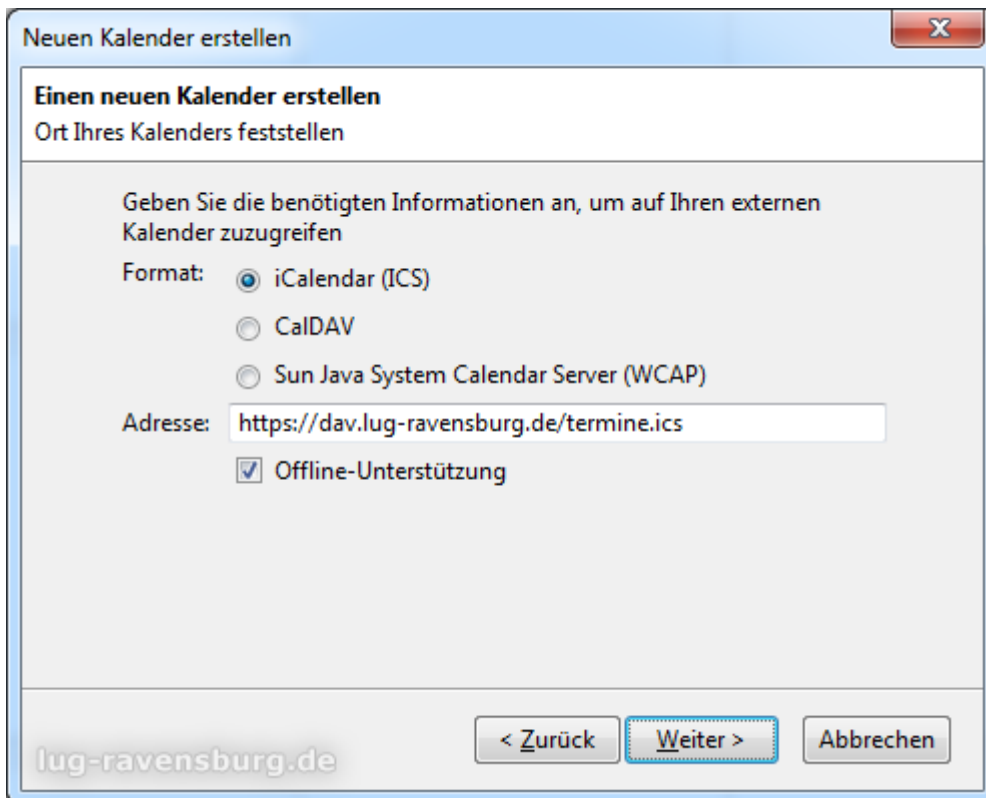 Neuen Kalender erstellen
Einen neuen Kalender erstellen
Ort Ihres Kalenders feststellen
Geben Sie die benötigten Informationen an, um auf Ihren externen
Kalender zuzugreifen
Format: iCalendar (ICS)
CalDAV
Sun Java System Calendar Server (WCAP)
Adresse: https://dav.lug-ravensburg.de/termine.ics
Offline-Unterstützung
< Zurück Weiter > Abbrechen
lug-ravensburg.de